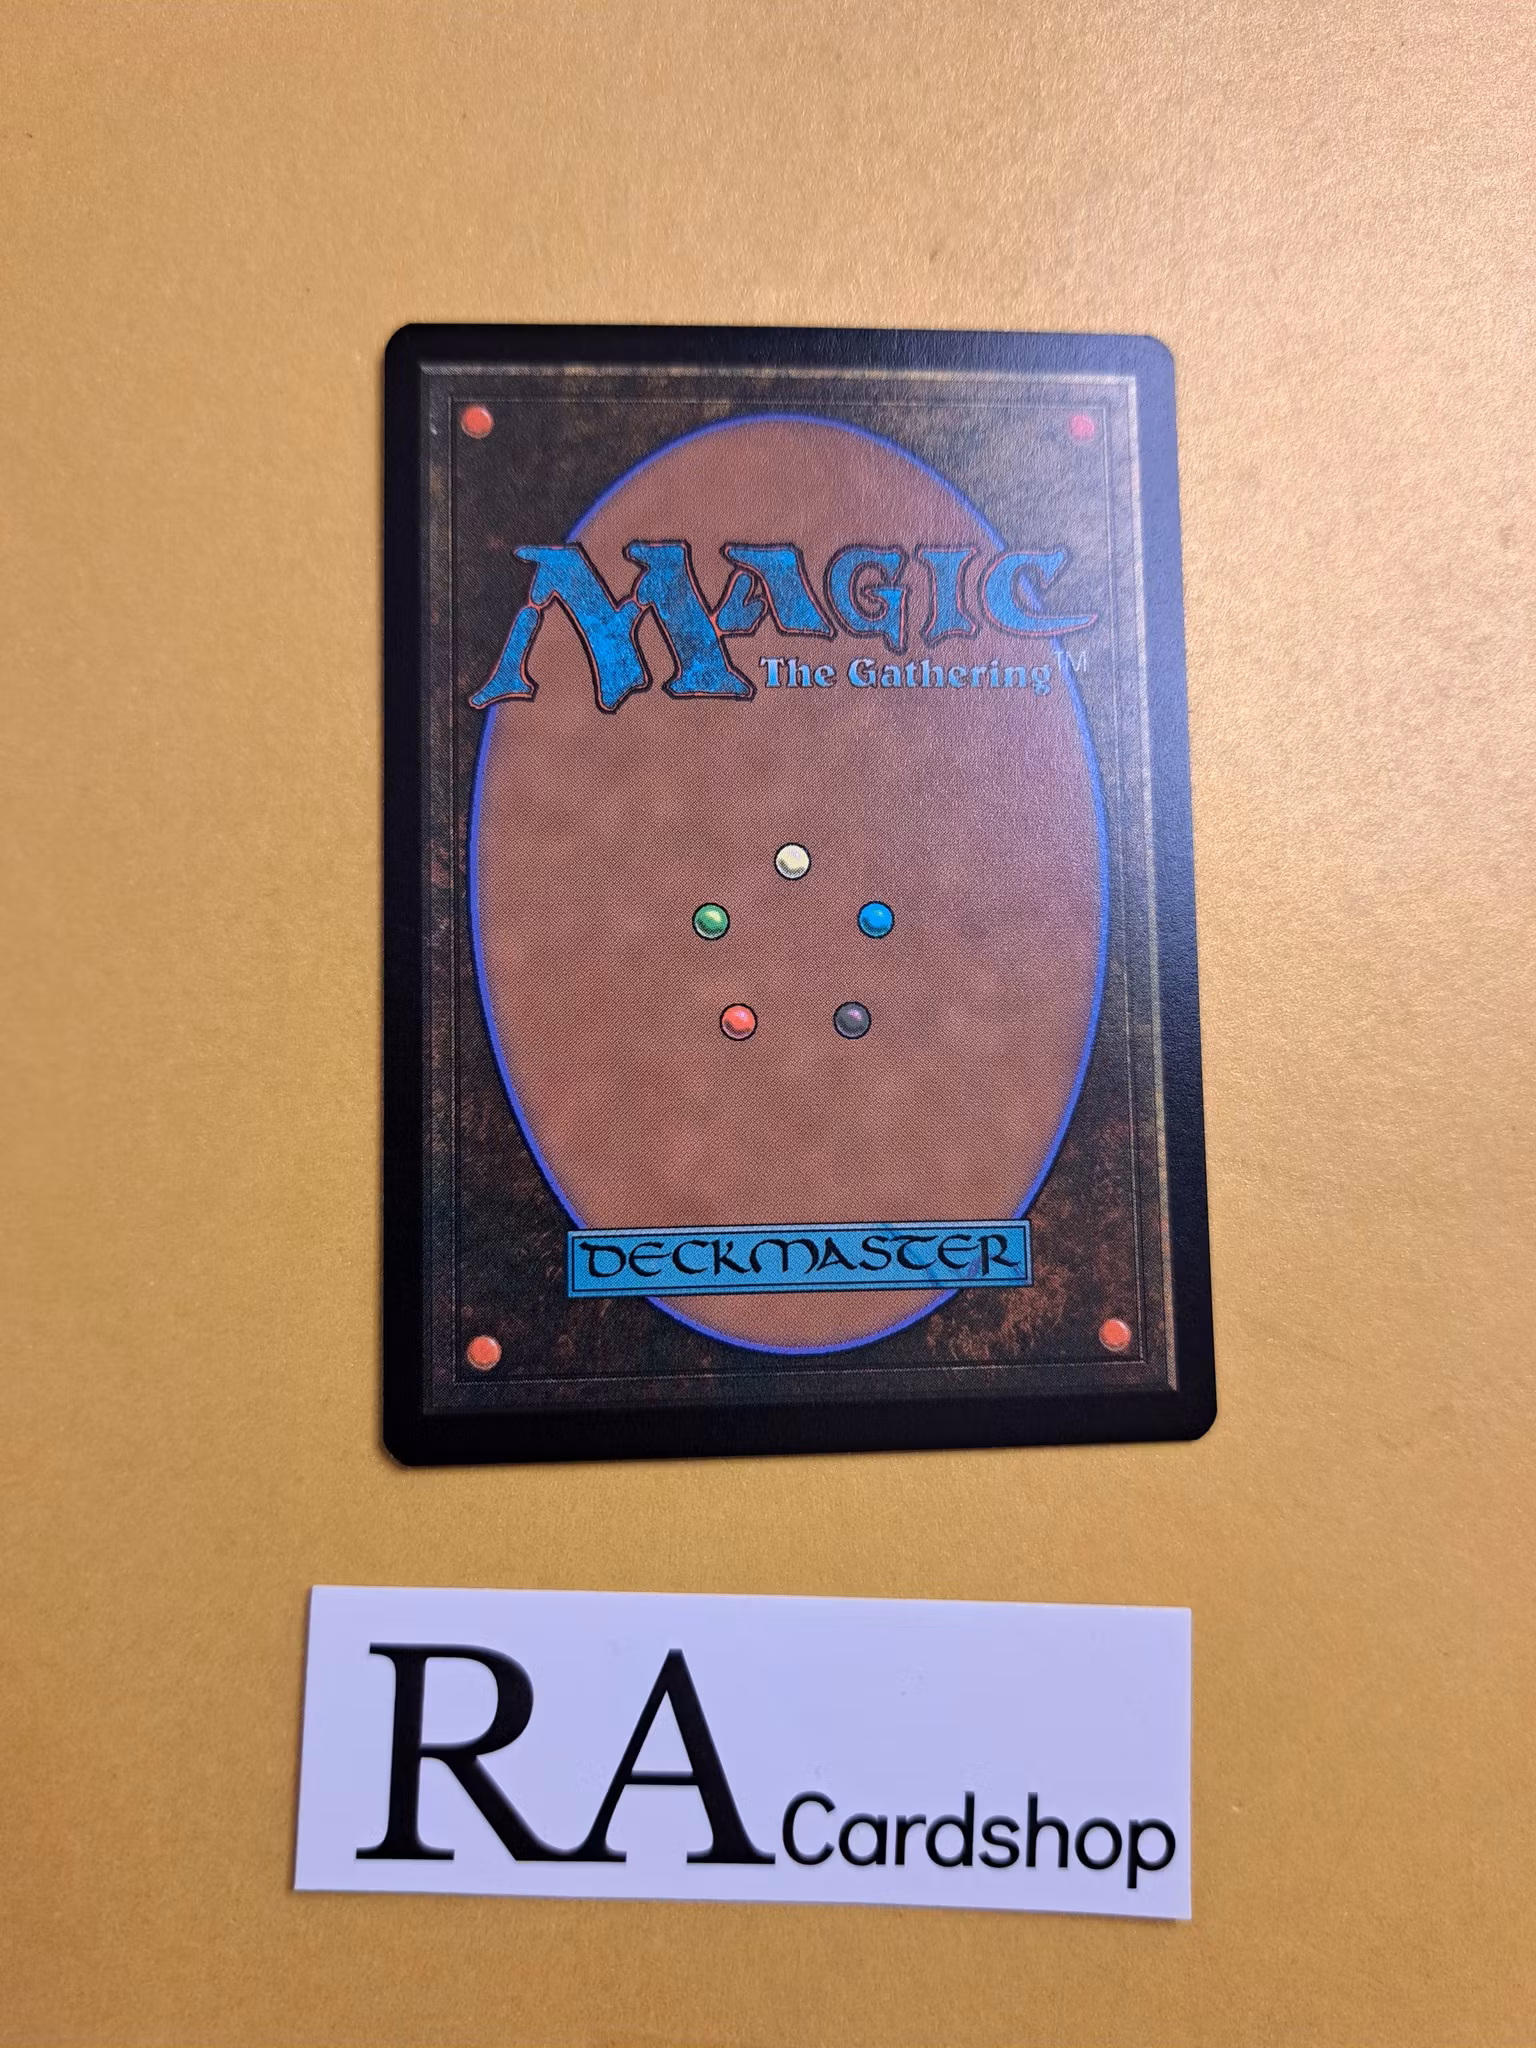 MAGIC
The Gathering™
DECKMASTER
RA Cardshop